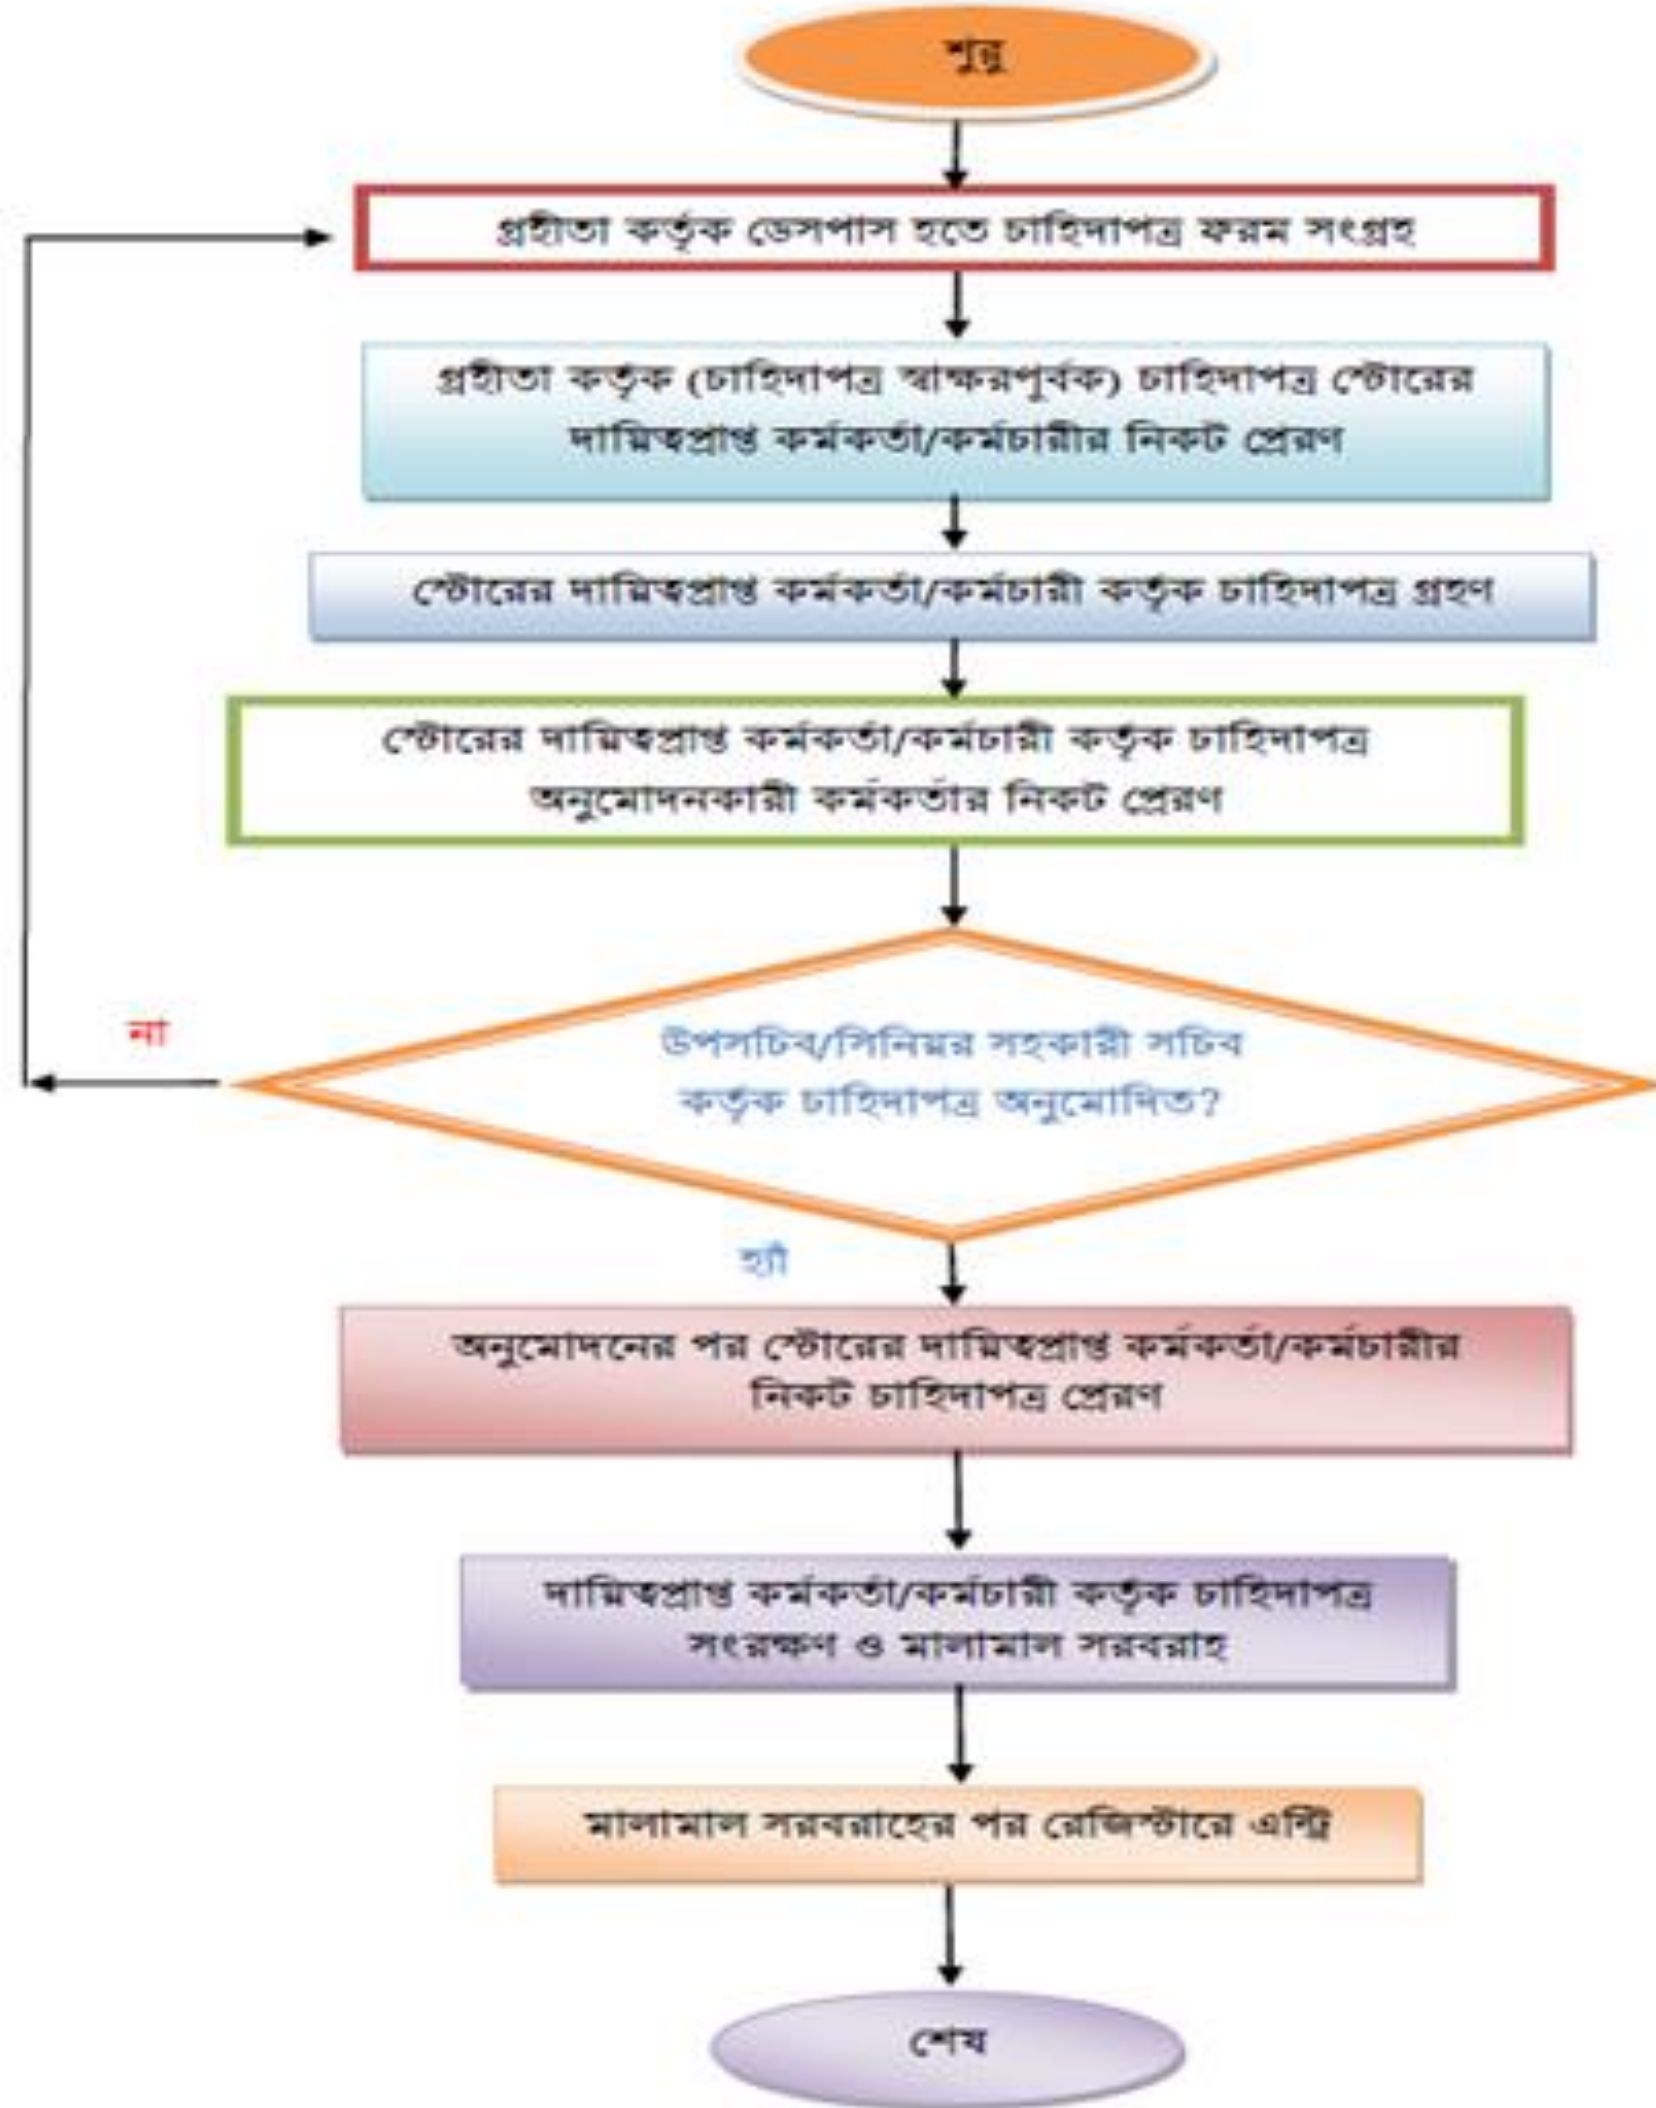 শুরু
গ্রহীতা কর্তৃক ডেসপাস হতে চাহিদাপত্র ফরম সংগ্রহ
গ্রহীতা কর্তৃক (চাহিদাপত্র স্বাক্ষরপুর্বক) চাহিদাপত্র স্টোরের
দায়িত্বপ্রাপ্ত কর্মকর্তা/কর্মচারীর নিকট প্রেরণ
স্টোরের দায়িত্বপ্রাপ্ত কর্মকর্তা/কর্মচারী কর্তৃক চাহিদাপত্র গ্রহণ
স্টোরের দায়িত্বপ্রাপ্ত কর্মকর্তা/কর্মচারী কর্তৃক চাহিদাপত্র
অনুমোদনকারী কর্মকর্তার নিকট প্রেরণ
না
উপসচিব/সিনিয়র সহকারী সচিব
কর্তৃক চাহিদাপত্র অনুমোদিত?
হ্যাঁ
অনুমোদনের পর স্টোরের দায়িত্বপ্রাপ্ত কর্মকর্তা/কর্মচারীর
নিকট চাহিদাপত্র প্রেরণ
দায়িত্বপ্রাপ্ত কর্মকর্তা/কর্মচারী কর্তৃক চাহিদাপত্র
সংরক্ষণ ও মালামাল সরবরাহ
মালামাল সরবরাহের পর রেজিস্টারে এন্ট্রি
শেষ